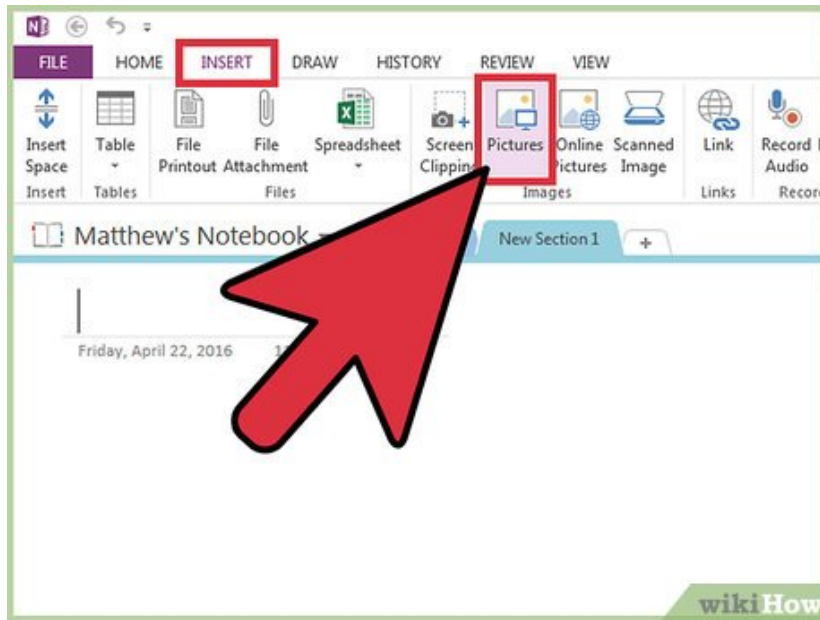 FILE HOME INSERT DRAW HISTORY REVIEW VIEW
Insert Space
Table
File Printout
File Attachment
Spreadsheet
Screen Clipping
Pictures
Online Pictures
Scanned Image
Link
Record Audio
Insert Tables Files Images Links
Matthew's Notebook New Section 1
Friday, April 22, 2016
wikiHow